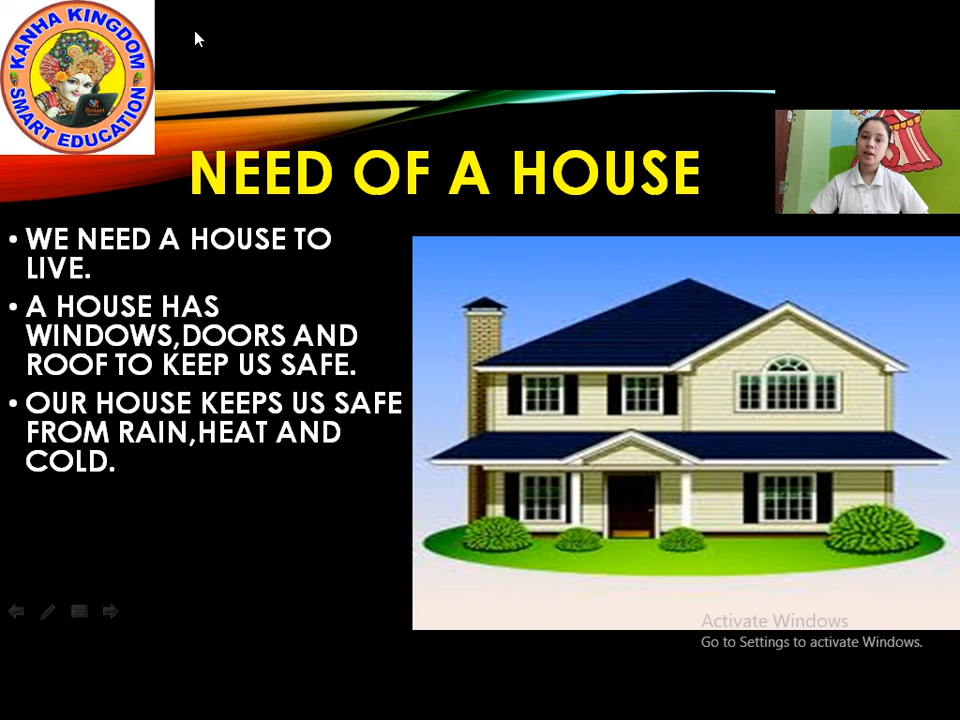 KANHA KINGDOM
SMART EDUCATION
NEED OF A HOUSE
• WE NEED A HOUSE TO
LIVE.
• A HOUSE HAS
WINDOWS,DOORS AND
ROOF TO KEEP US SAFE.
• OUR HOUSE KEEPS US SAFE
FROM RAIN,HEAT AND
COLD.
Activate Windows
Go to Settings to activate Windows.